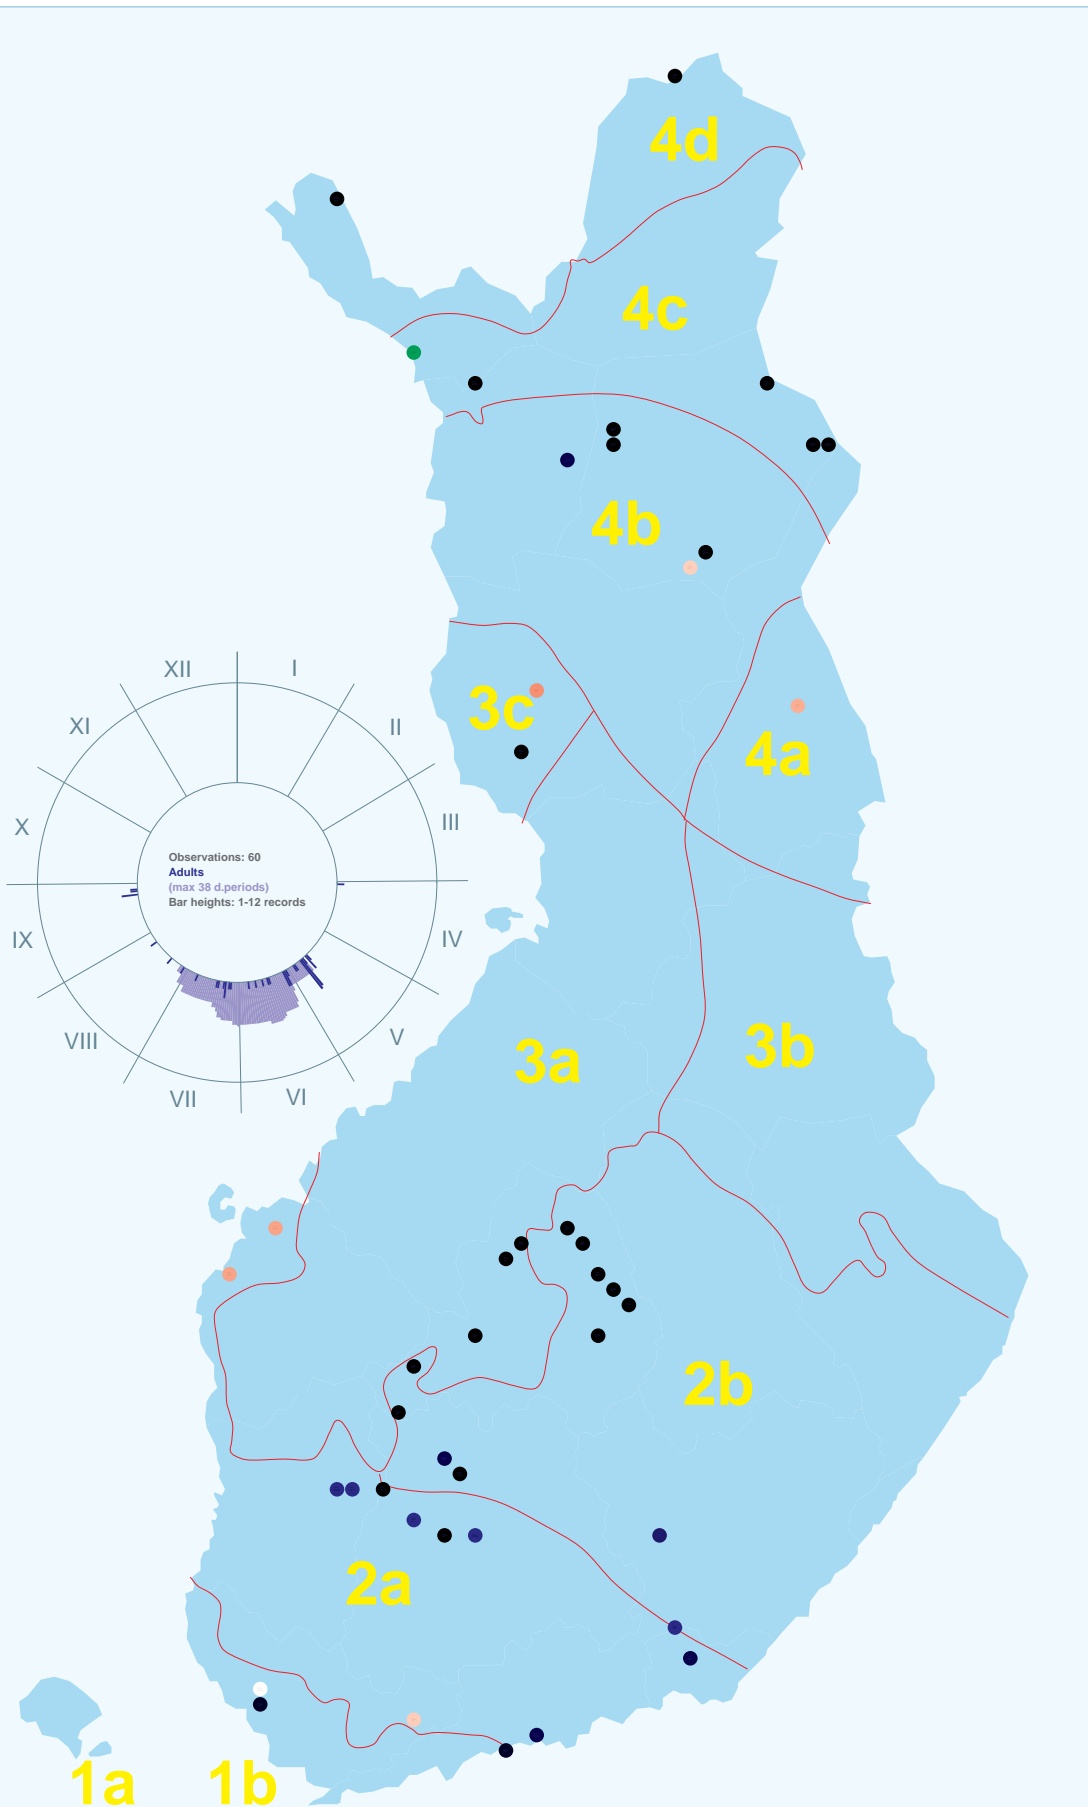 4d
4c
4b
3c
4a
XII
I
XI
II
X
III
Observations: 60
Adults
(max 38 d.periods)
Bar heights: 1-12 records
IX
IV
VIII
V
VII
VI
3a
3b
2b
2a
1a
1b